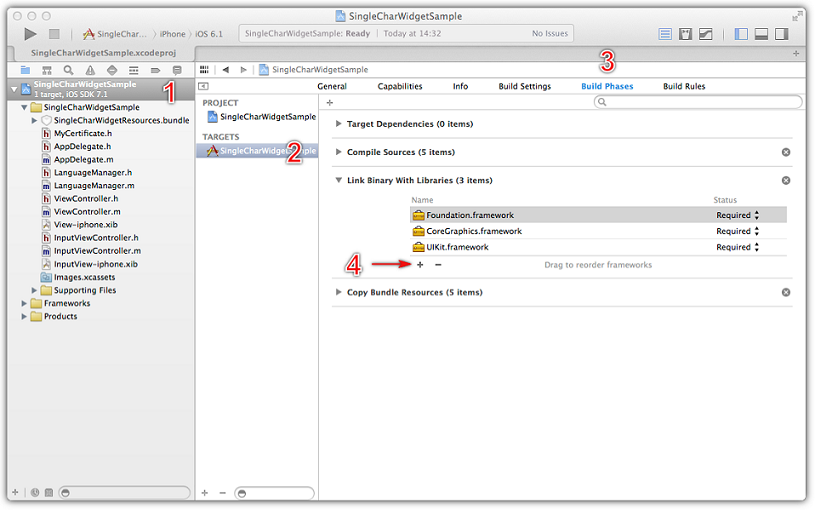 SingleCharWidgetSample
SingleChar... iPhone iOS 6.1
SingleCharWidgetSample: Ready Today at 14:32 No Issues
SingleCharWidgetSample.xcodeproj
SingleCharWidgetSample
3
SingleCharWidgetSample
1 target, iOS SDK 7.1
1
General Capabilities Info Build Settings Build Phases Build Rules
SingleCharWidgetSample
SingleCharWidgetResources.bundle
MyCertificate.h
AppDelegate.h
AppDelegate.m
LanguageManager.h
LanguageManager.m
ViewController.h
ViewController.m
View-iphone.xib
InputViewController.h
InputViewController.m
InputView-iphone.xib
Images.xcassets
Supporting Files
Frameworks
Products
PROJECT
SingleCharWidgetSample
TARGETS
SingleCharWidgetSample
2
Target Dependencies (0 items)
Compile Sources (5 items)
Link Binary With Libraries (3 items)
Name Status
Foundation.framework Required
CoreGraphics.framework Required
UIKit.framework Required
4
+ − Drag to reorder frameworks
Copy Bundle Resources (5 items)